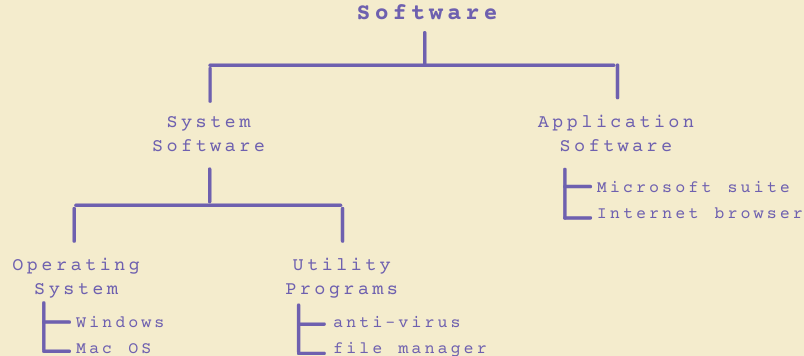 Software
System
Software
Application
Software
Microsoft suite
Internet browser
Operating
System
Utility
Programs
Windows
Mac OS
anti-virus
file manager